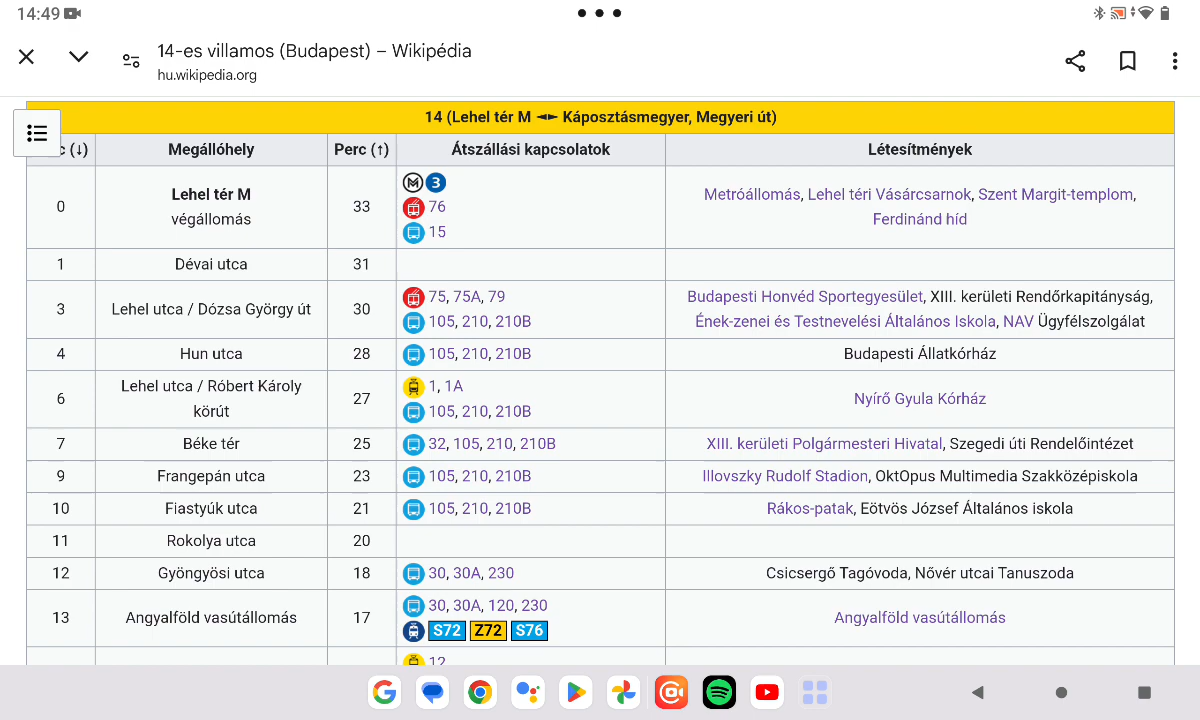 14:49
14-es villamos (Budapest) – Wikipédia
hu.wikipedia.org
14 (Lehel tér M ◄► Káposztásmegyer, Megyeri út)
c (↓) Megállóhely Perc (↑) Átszállási kapcsolatok Létesítmények
0 Lehel tér M végállomás 33 M 3 76 15 Metróállomás, Lehel téri Vásárcsarnok, Szent Margit-templom, Ferdinánd híd
1 Dévai utca 31
3 Lehel utca / Dózsa György út 30 75, 75A, 79 105, 210, 210B Budapesti Honvéd Sportegyesület, XIII. kerületi Rendőrkapitányság, Ének-zenei és Testnevelési Általános Iskola, NAV Ügyfélszolgálat
4 Hun utca 28 105, 210, 210B Budapesti Állatkórház
6 Lehel utca / Róbert Károly körút 27 1, 1A 105, 210, 210B Nyírő Gyula Kórház
7 Béke tér 25 32, 105, 210, 210B XIII. kerületi Polgármesteri Hivatal, Szegedi úti Rendelőintézet
9 Frangepán utca 23 105, 210, 210B Illovszky Rudolf Stadion, OktOpus Multimedia Szakközépiskola
10 Fiastyúk utca 21 105, 210, 210B Rákos-patak, Eötvös József Általános iskola
11 Rokolya utca 20
12 Gyöngyösi utca 18 30, 30A, 230 Csicsergő Tagóvoda, Nővér utcai Tanuszoda
13 Angyalföld vasútállomás 17 30, 30A, 120, 230 S72 Z72 S76 Angyalföld vasútállomás
12